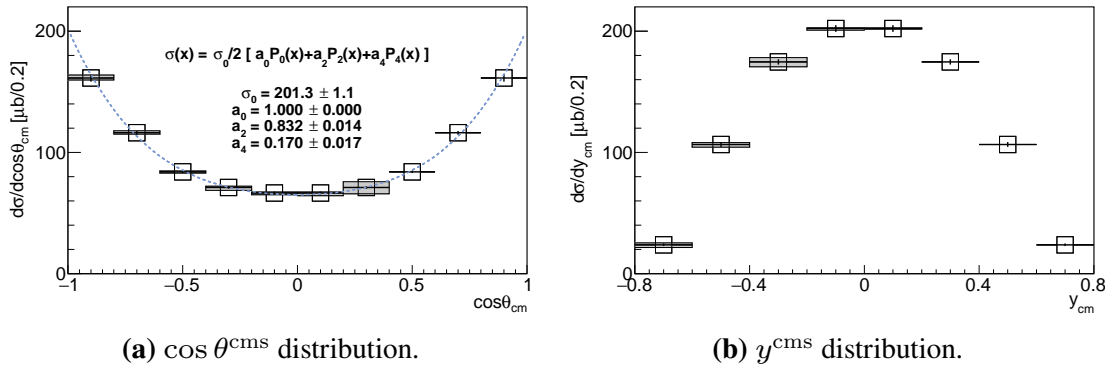 200
100
0
dσ/dcosθcm [μb/0.2]
σ(x) = σ0/2 [ a0P0(x)+a2P2(x)+a4P4(x) ]
σ0 = 201.3 ± 1.1
a0 = 1.000 ± 0.000
a2 = 0.832 ± 0.014
a4 = 0.170 ± 0.017
−1 −0.5 0 0.5 1
cosθcm
(a) cos θ^cms distribution.
200
100
0
dσ/dycm [μb/0.2]
−0.8 −0.4 0 0.4 0.8
ycm
(b) y^cms distribution.